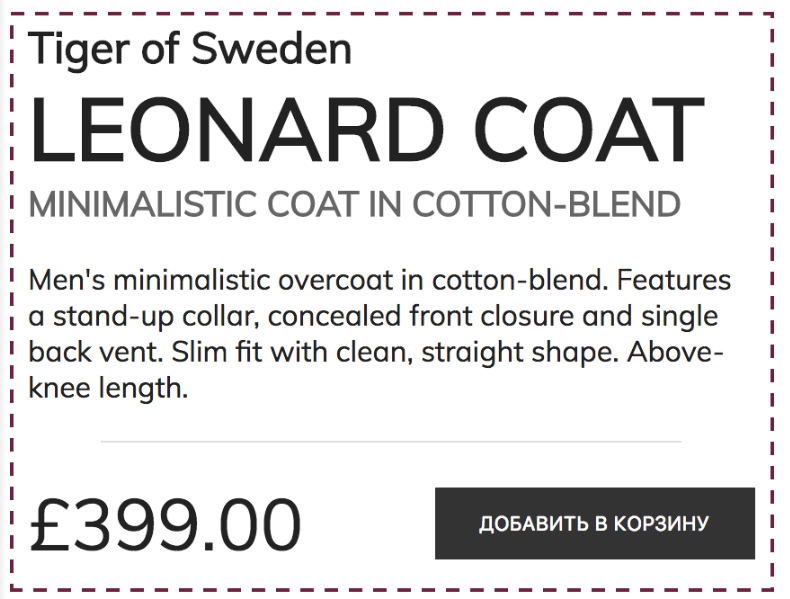 Tiger of Sweden
LEONARD COAT
MINIMALISTIC COAT IN COTTON-BLEND
Men's minimalistic overcoat in cotton-blend. Features
a stand-up collar, concealed front closure and single
back vent. Slim fit with clean, straight shape. Above-
knee length.
£399.00
ДОБАВИТЬ В КОРЗИНУ